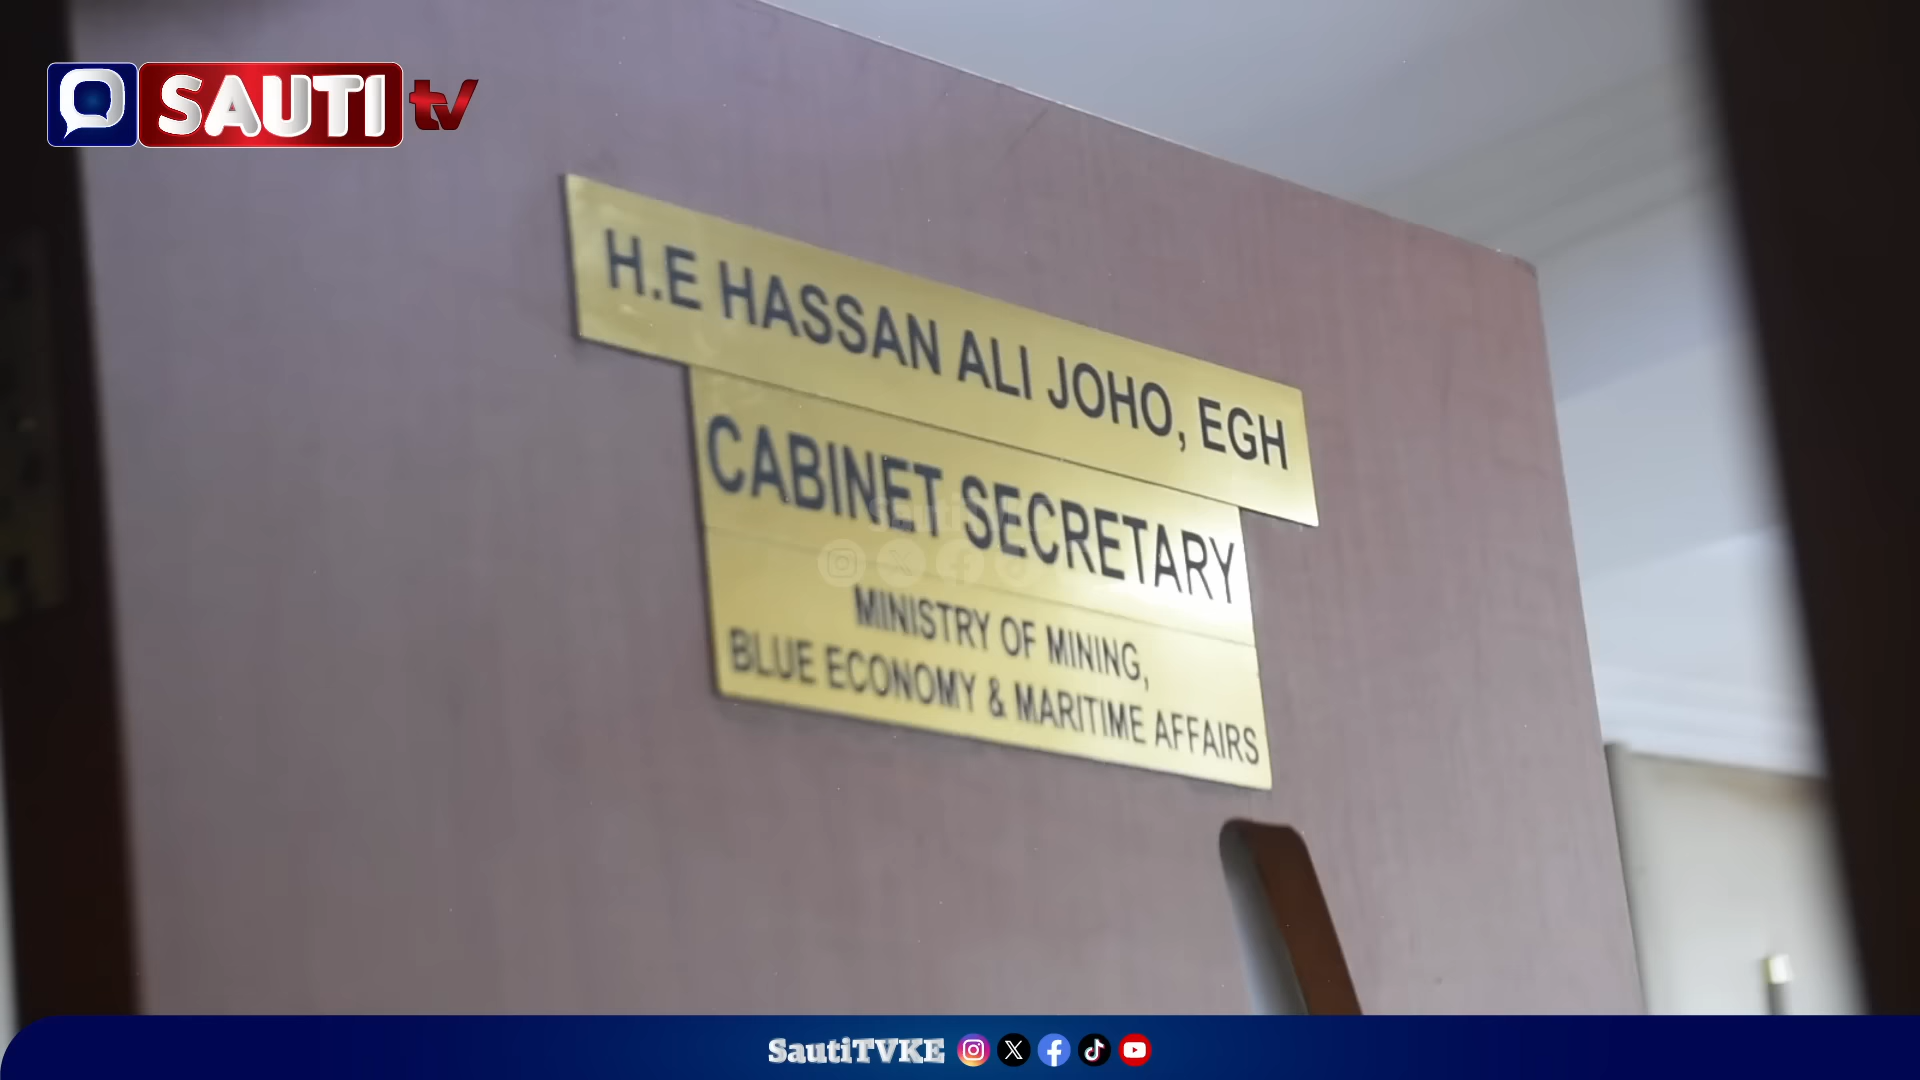 SAUTI tv
H.E HASSAN ALI JOHO, EGH
CABINET SECRETARY
MINISTRY OF MINING,
BLUE ECONOMY & MARITIME AFFAIRS
SautiTVKE